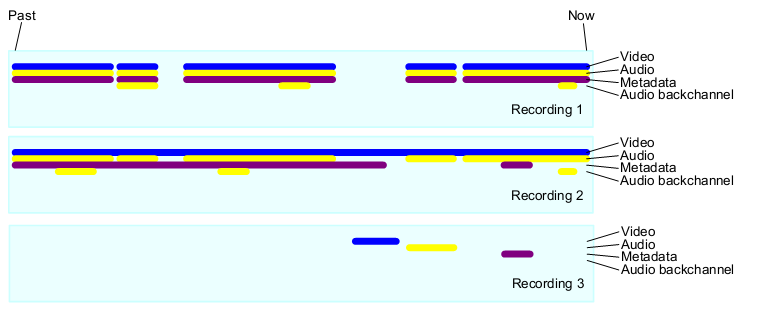 Past
Now
Video
Audio
Metadata
Audio backchannel
Recording 1
Video
Audio
Metadata
Audio backchannel
Recording 2
Video
Audio
Metadata
Audio backchannel
Recording 3